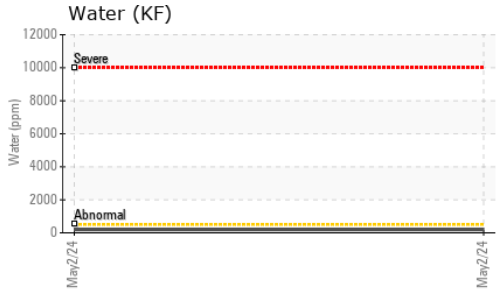 Water (KF)
12000
Severe
10000
8000
6000
4000
2000
Abnormal
0
Water (ppm)
May2/24
May2/24